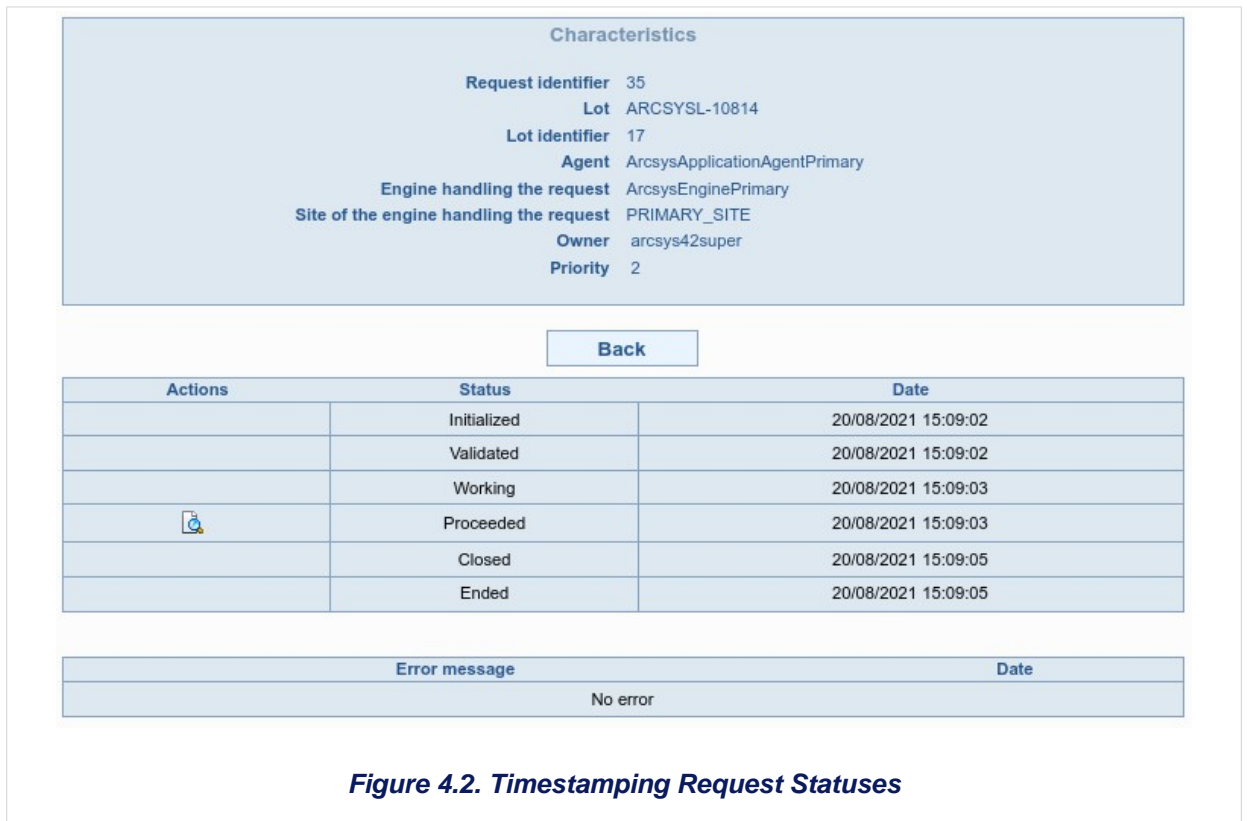 Characteristics
Request identifier 35
Lot ARCSYSL-10814
Lot identifier 17
Agent ArcsysApplicationAgentPrimary
Engine handling the request ArcsysEnginePrimary
Site of the engine handling the request PRIMARY_SITE
Owner arcsys42super
Priority 2
Back
Actions Status Date
Initialized 20/08/2021 15:09:02
Validated 20/08/2021 15:09:02
Working 20/08/2021 15:09:03
Proceeded 20/08/2021 15:09:03
Closed 20/08/2021 15:09:05
Ended 20/08/2021 15:09:05
Error message Date
No error
Figure 4.2. Timestamping Request Statuses